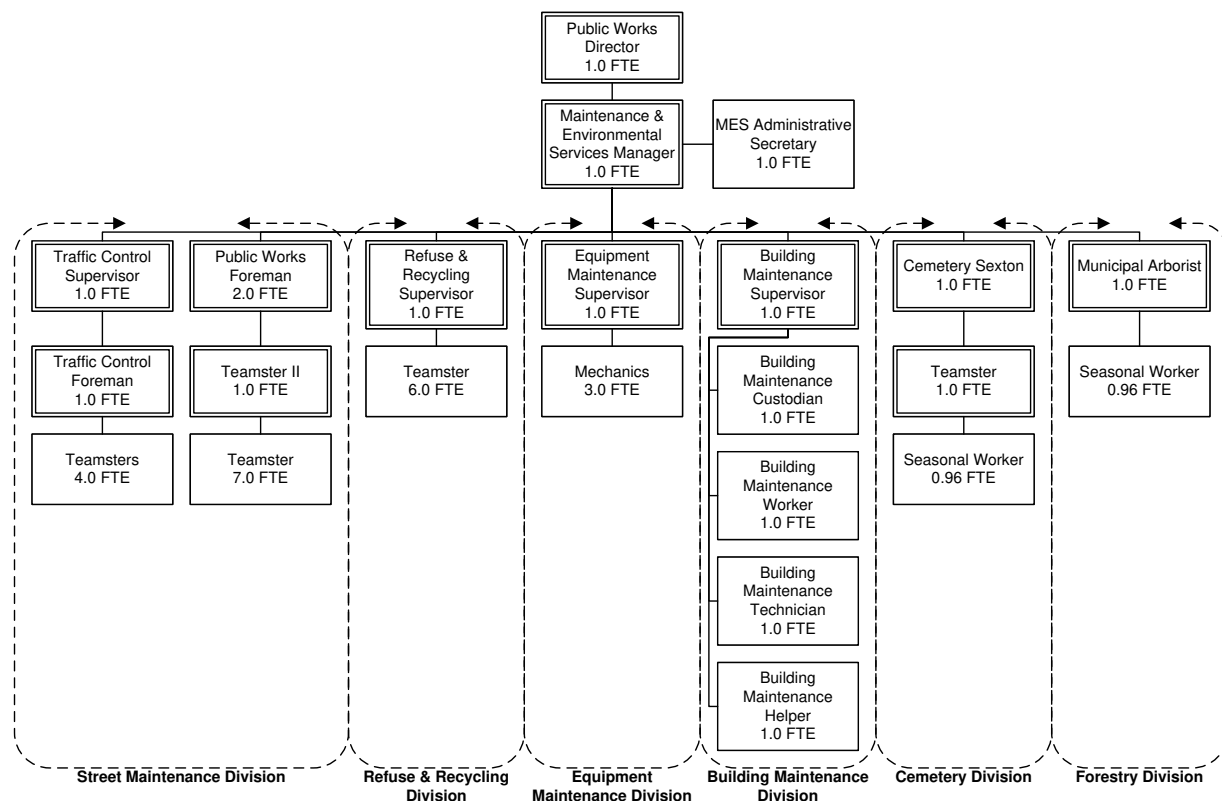 Public Works
Director
1.0 FTE
Maintenance &
Environmental
Services Manager
1.0 FTE
MES Administrative
Secretary
1.0 FTE
Traffic Control
Supervisor
1.0 FTE
Public Works
Foreman
2.0 FTE
Refuse &
Recycling
Supervisor
1.0 FTE
Equipment
Maintenance
Supervisor
1.0 FTE
Building
Maintenance
Supervisor
1.0 FTE
Cemetery Sexton
1.0 FTE
Municipal Arborist
1.0 FTE
Traffic Control
Foreman
1.0 FTE
Teamster II
1.0 FTE
Teamster
6.0 FTE
Mechanics
3.0 FTE
Building
Maintenance
Custodian
1.0 FTE
Teamster
1.0 FTE
Seasonal Worker
0.96 FTE
Teamsters
4.0 FTE
Teamster
7.0 FTE
Building
Maintenance
Worker
1.0 FTE
Seasonal Worker
0.96 FTE
Building
Maintenance
Technician
1.0 FTE
Building
Maintenance
Helper
1.0 FTE
Street Maintenance Division
Refuse & Recycling
Division
Equipment
Maintenance Division
Building Maintenance
Division
Cemetery Division
Forestry Division